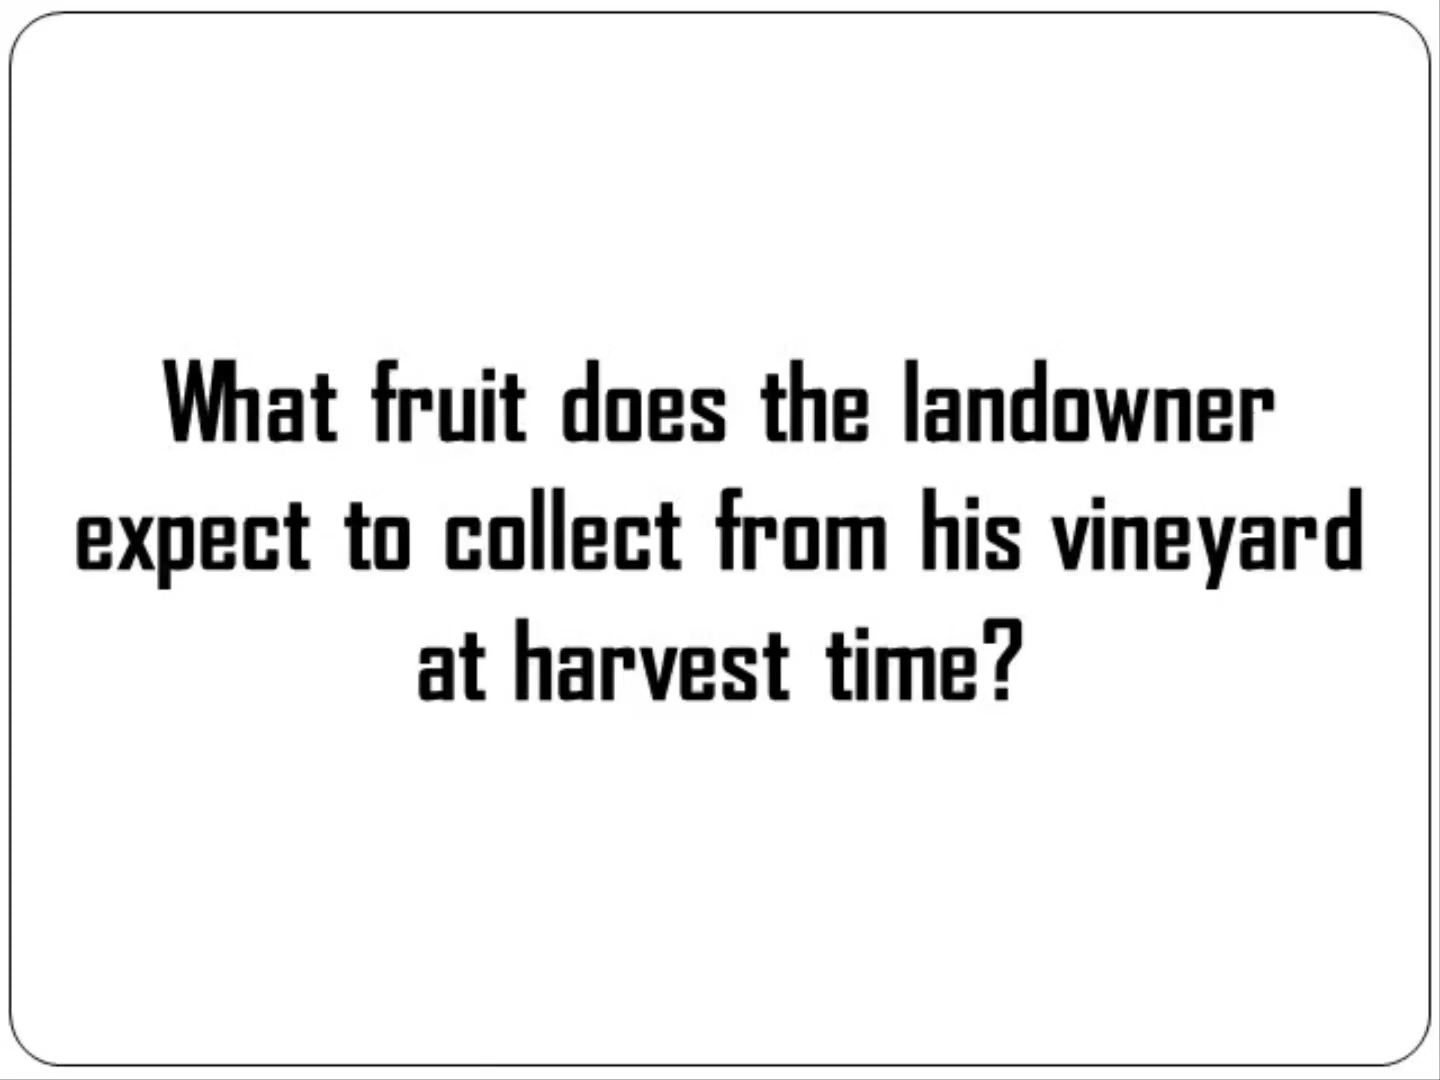 What fruit does the landowner
expect to collect from his vineyard
at harvest time?